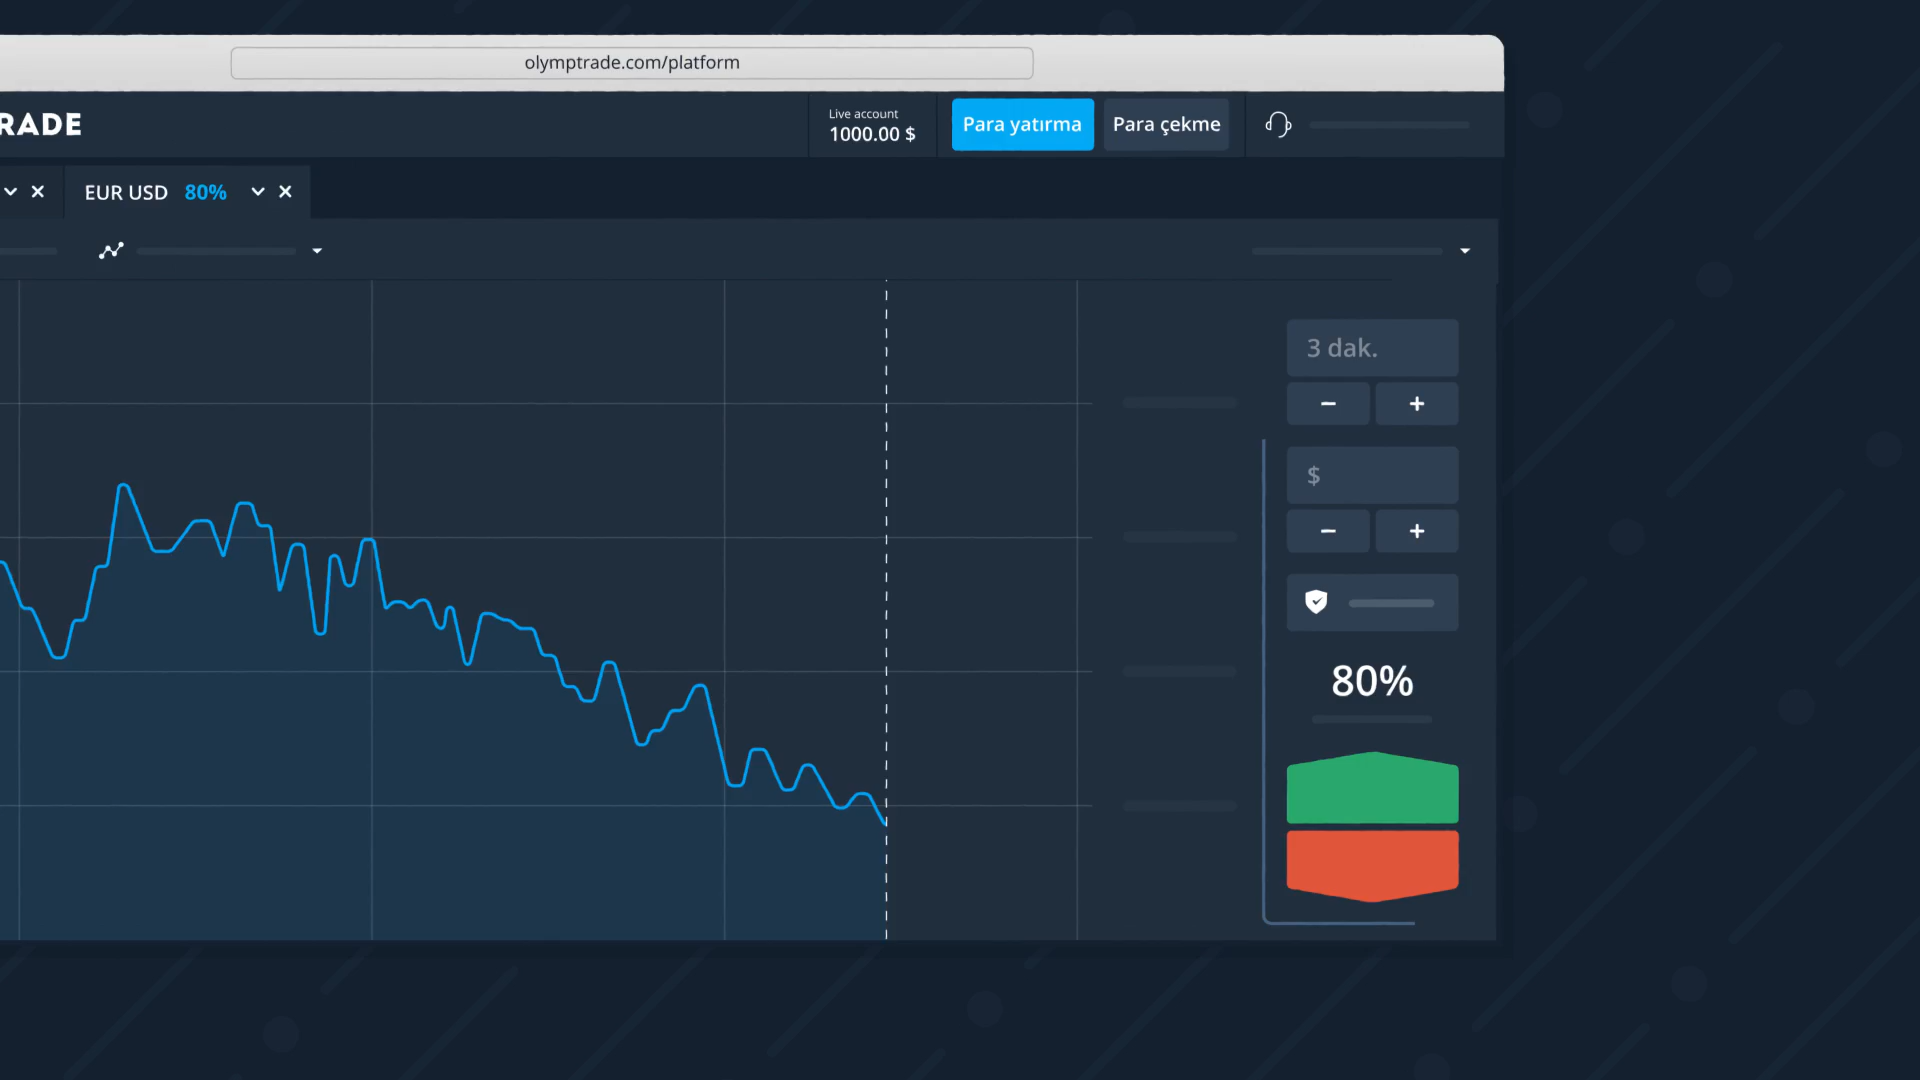 olymptrade.com/platform
RADE
Live account
1000.00 $
Para yatırma
Para çekme
EUR USD 80%
3 dak.
− +
$
− +
80%